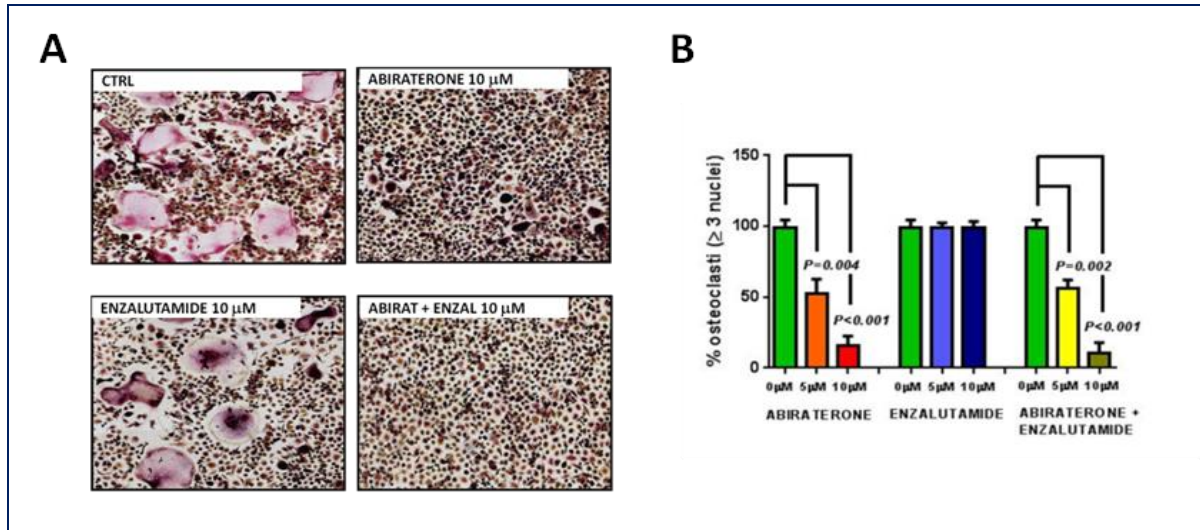 A
CTRL
ABIRATERONE 10 μM
ENZALUTAMIDE 10 μM
ABIRAT + ENZAL 10 μM
B
% osteoclasti (≥ 3 nuclei)
150
100
50
0
P=0.004
P<0.001
P=0.002
P<0.001
0μM 5μM 10μM
ABIRATERONE
0μM 5μM 10μM
ENZALUTAMIDE
0μM 5μM 10μM
ABIRATERONE +
ENZALUTAMIDE